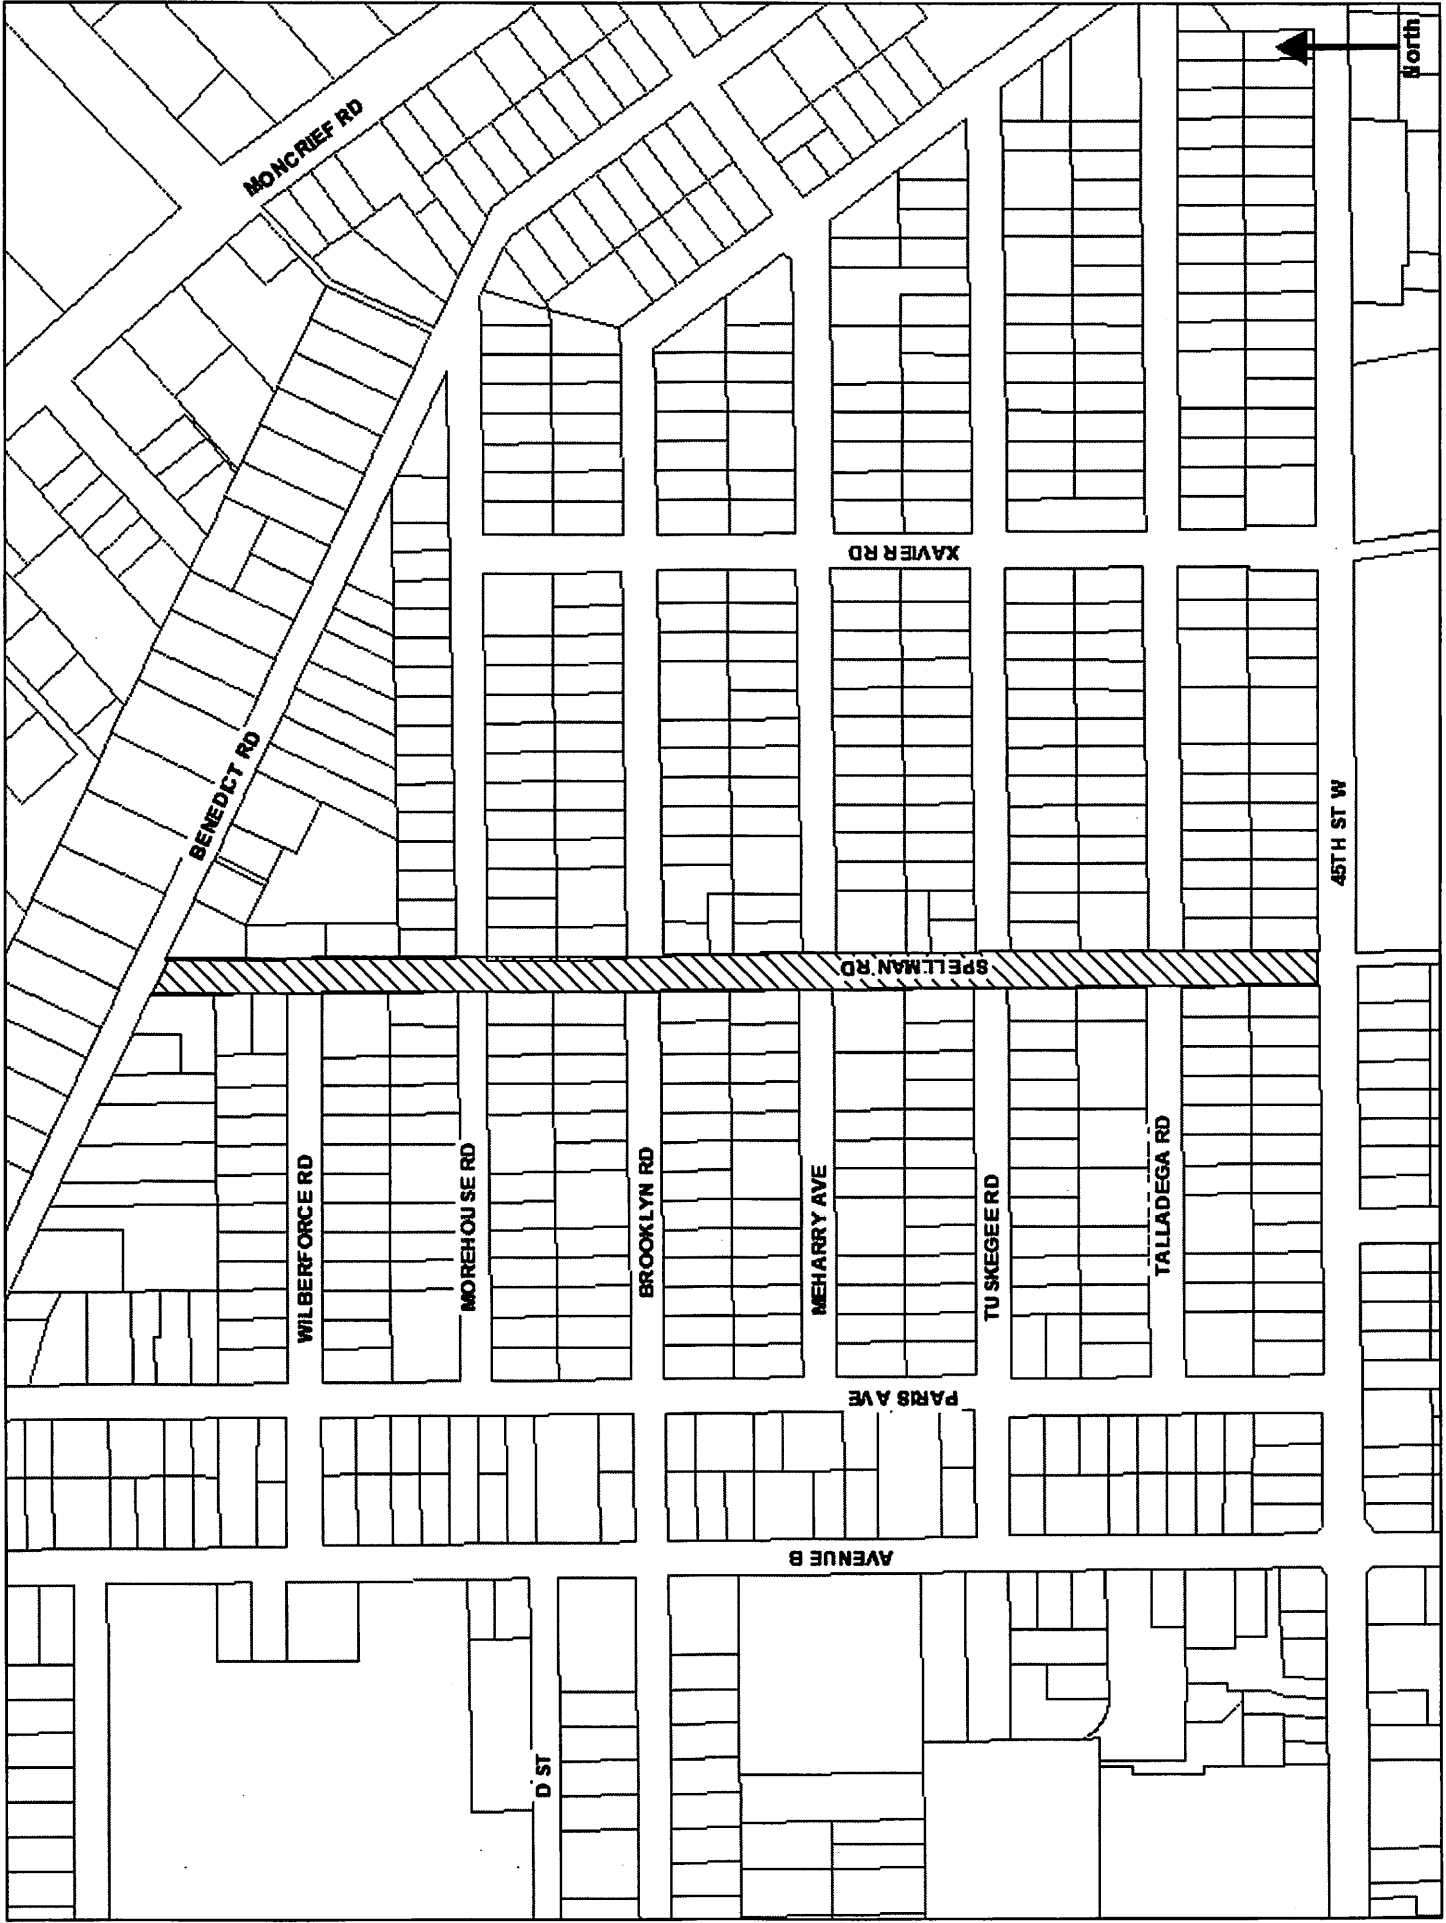 North
MONCRIEF RD
XAVIER RD
BENEDICT RD
45TH ST W
SPELLMAN RD
WILBERFORCE RD
MOREHOUSE RD
BROOKLYN RD
MEHARRY AVE
TUSKEGEE RD
TALLADEGA RD
PARIS AVE
AVENUE B
D ST